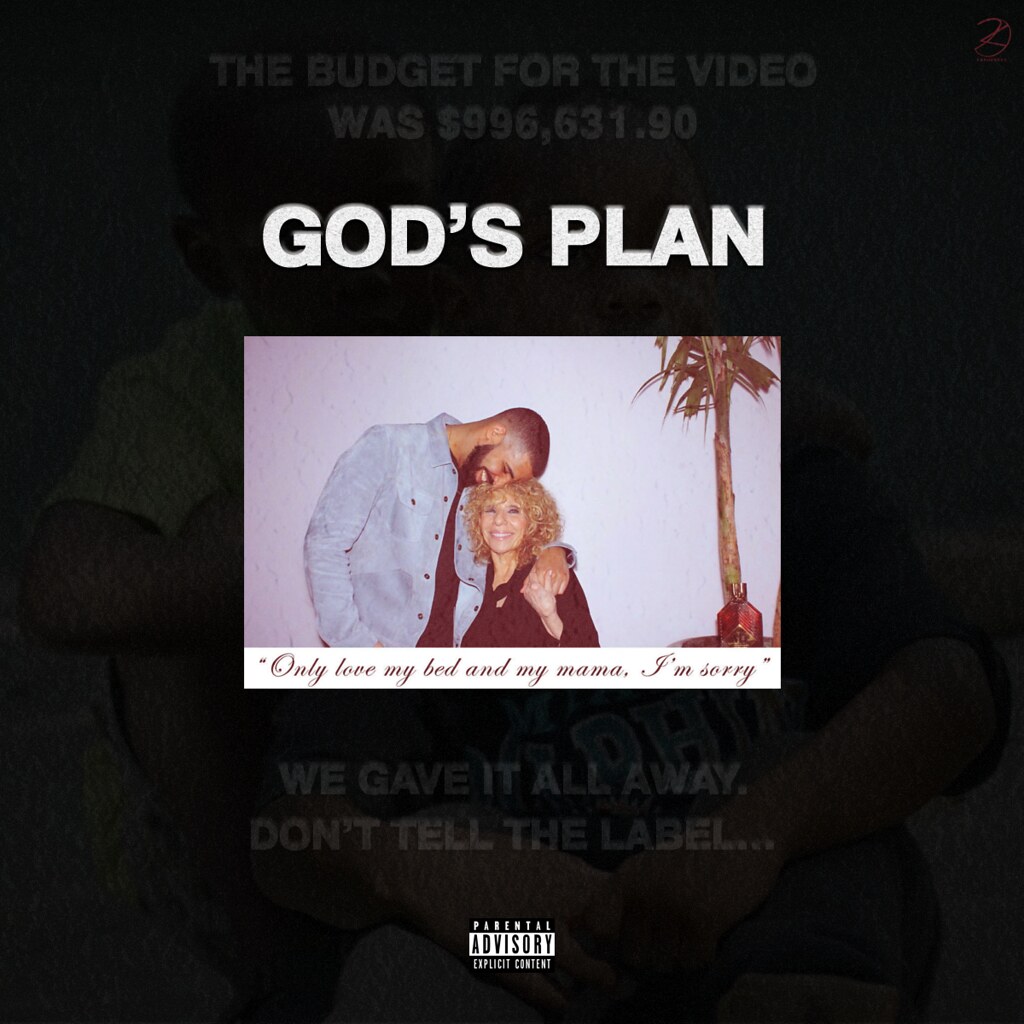 THE BUDGET FOR THE VIDEO
WAS $996,631.90
GOD'S PLAN
"Only love my bed and my mama, I'm sorry"
WE GAVE IT ALL AWAY.
DON'T TELL THE LABEL...
PARENTAL
ADVISORY
EXPLICIT CONTENT